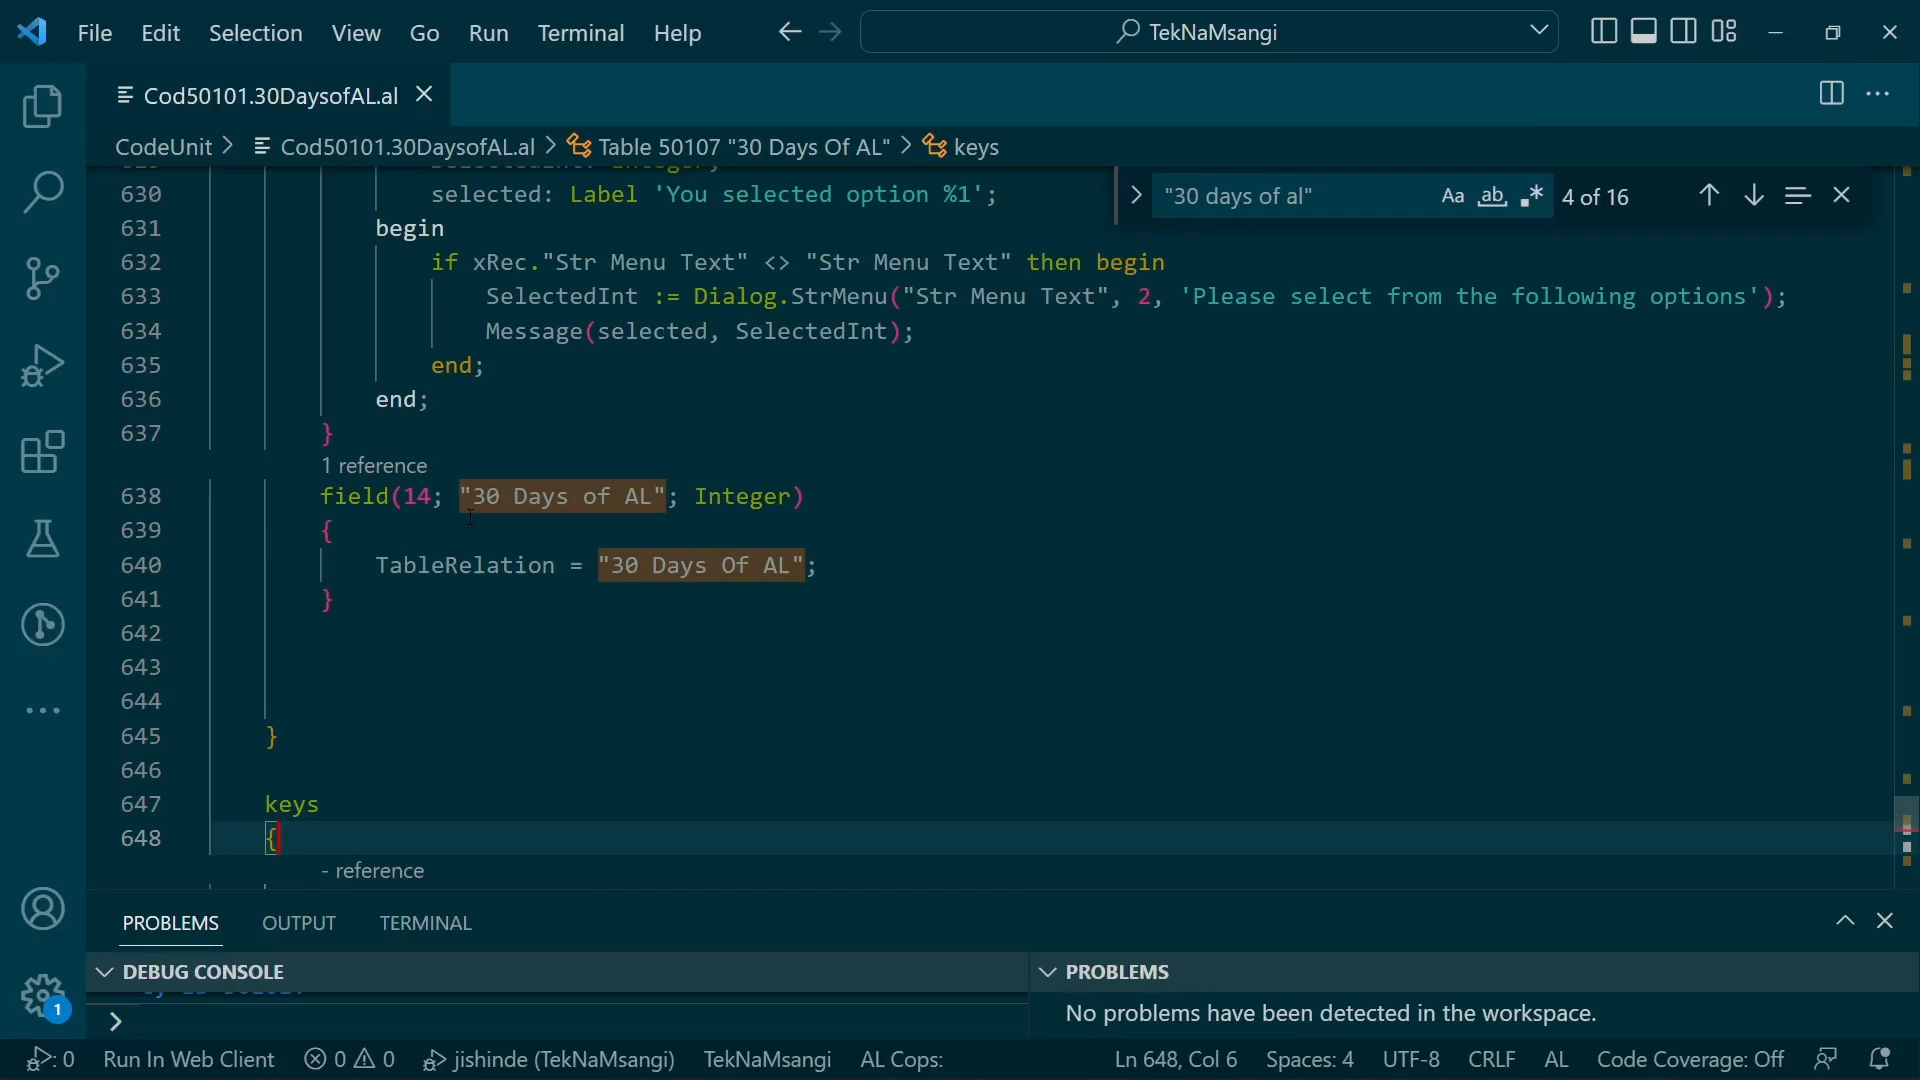 File Edit Selection View Go Run Terminal Help TekNaMsangi
Cod50101.30DaysofAL.al
CodeUnit > Cod50101.30DaysofAL.al > Table 50107 "30 Days Of AL" > keys
"30 days of al" Aa ab 4 of 16
630 selected: Label 'You selected option %1';
631 begin
632 if xRec."Str Menu Text" <> "Str Menu Text" then begin
633 SelectedInt := Dialog.StrMenu("Str Menu Text", 2, 'Please select from the following options');
634 Message(selected, SelectedInt);
635 end;
636 end;
637 }
1 reference
638 field(14; "30 Days of AL"; Integer)
639 {
640 TableRelation = "30 Days Of AL";
641 }
642
643
644
645 }
646
647 keys
648 {
- reference
PROBLEMS OUTPUT TERMINAL
DEBUG CONSOLE
PROBLEMS
No problems have been detected in the workspace.
1
0 Run In Web Client 0 0 jishinde (TekNaMsangi) TekNaMsangi AL Cops: Ln 648, Col 6 Spaces: 4 UTF-8 CRLF AL Code Coverage: Off